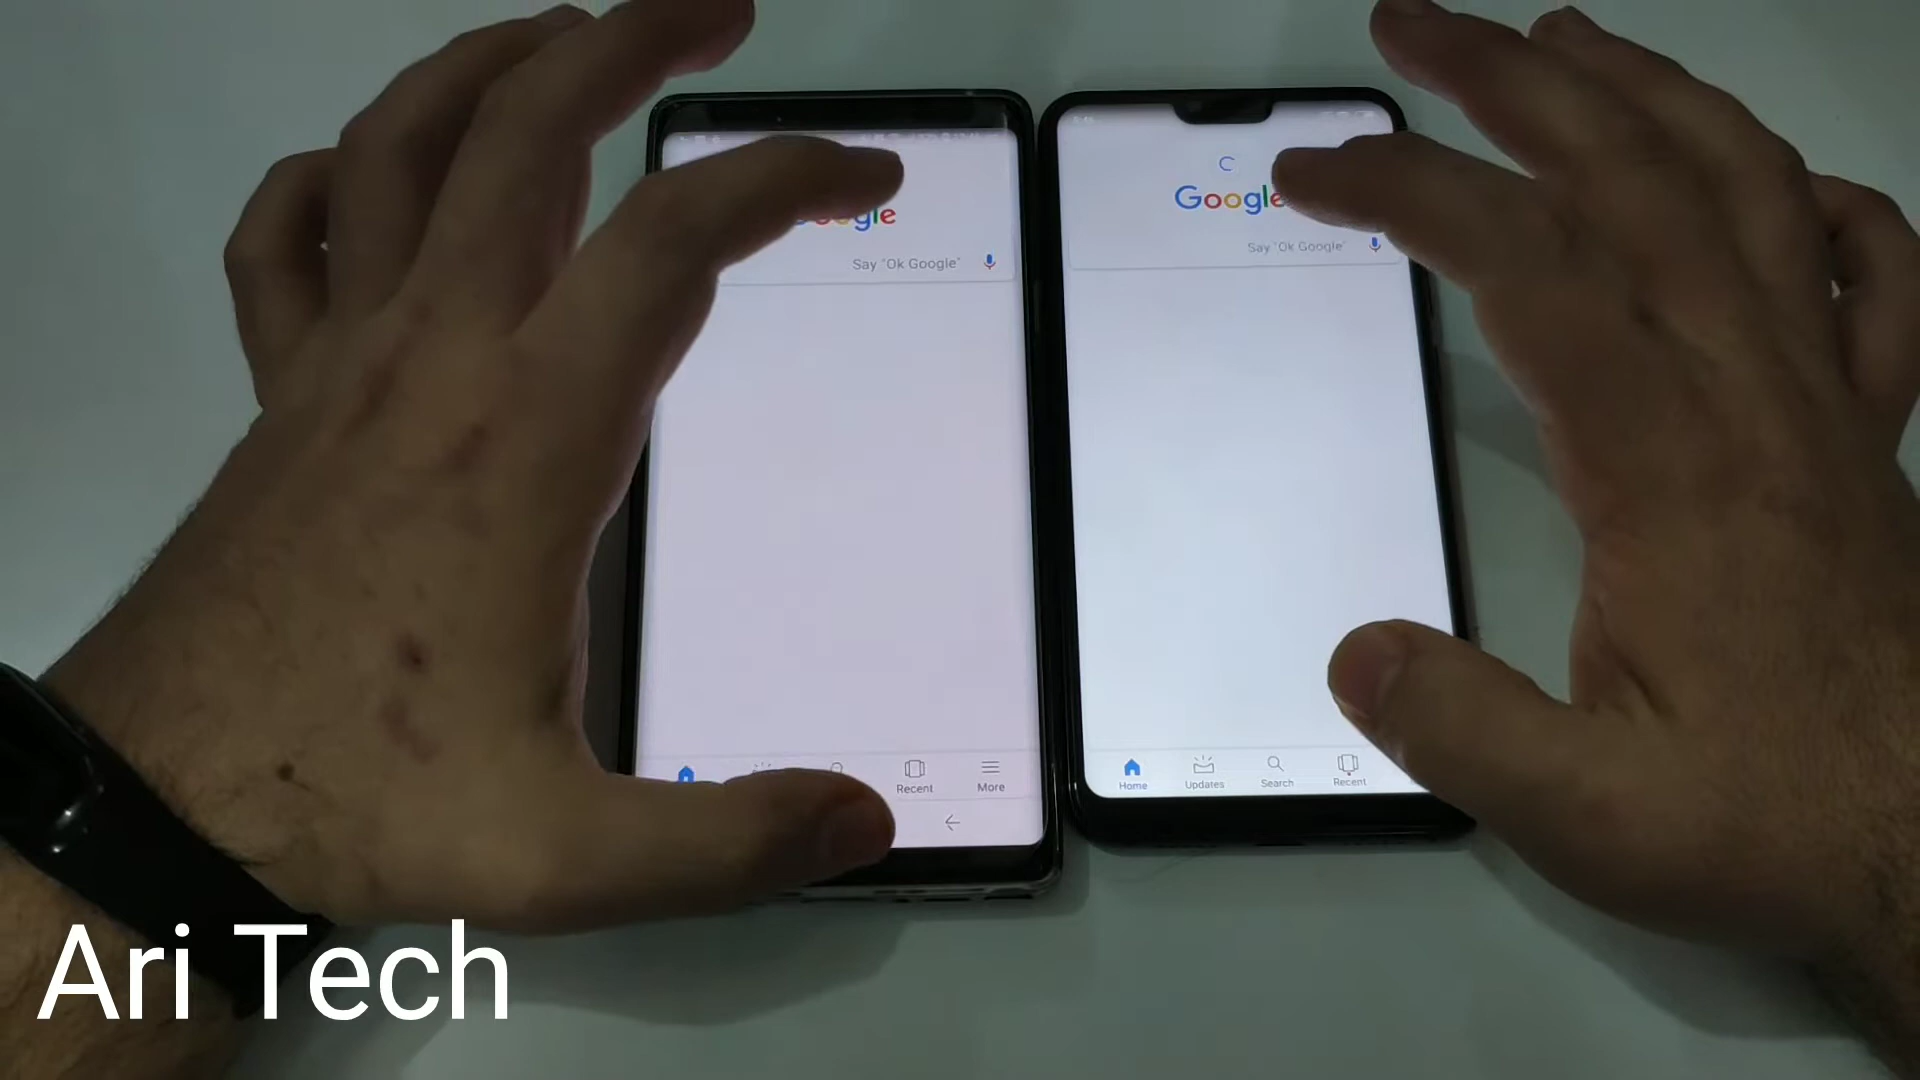 Google
Say "Ok Google"
Recent
More
Google
Say "Ok Google"
Home
Updates
Search
Recent
Ari Tech